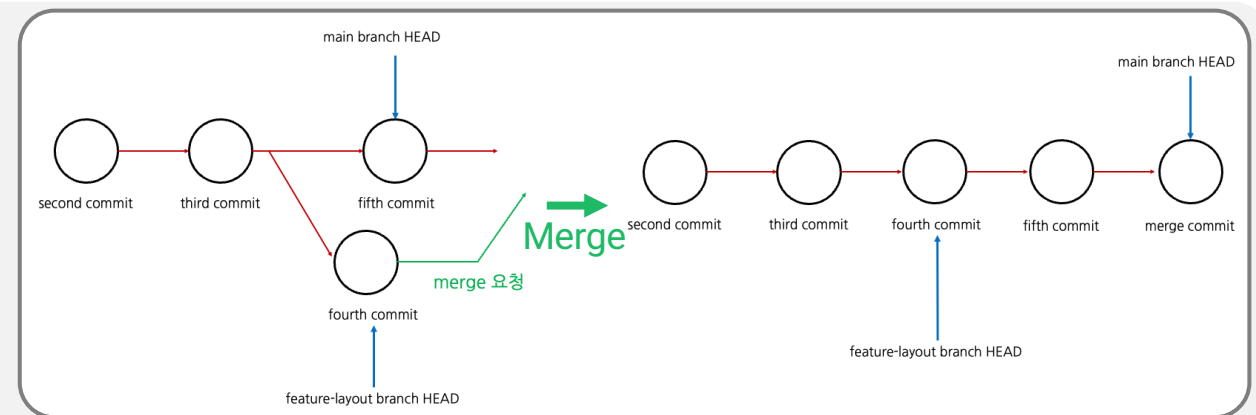 main branch HEAD
second commit
third commit
fifth commit
merge 요청
fourth commit
feature-layout branch HEAD
Merge
main branch HEAD
second commit
third commit
fourth commit
fifth commit
merge commit
feature-layout branch HEAD